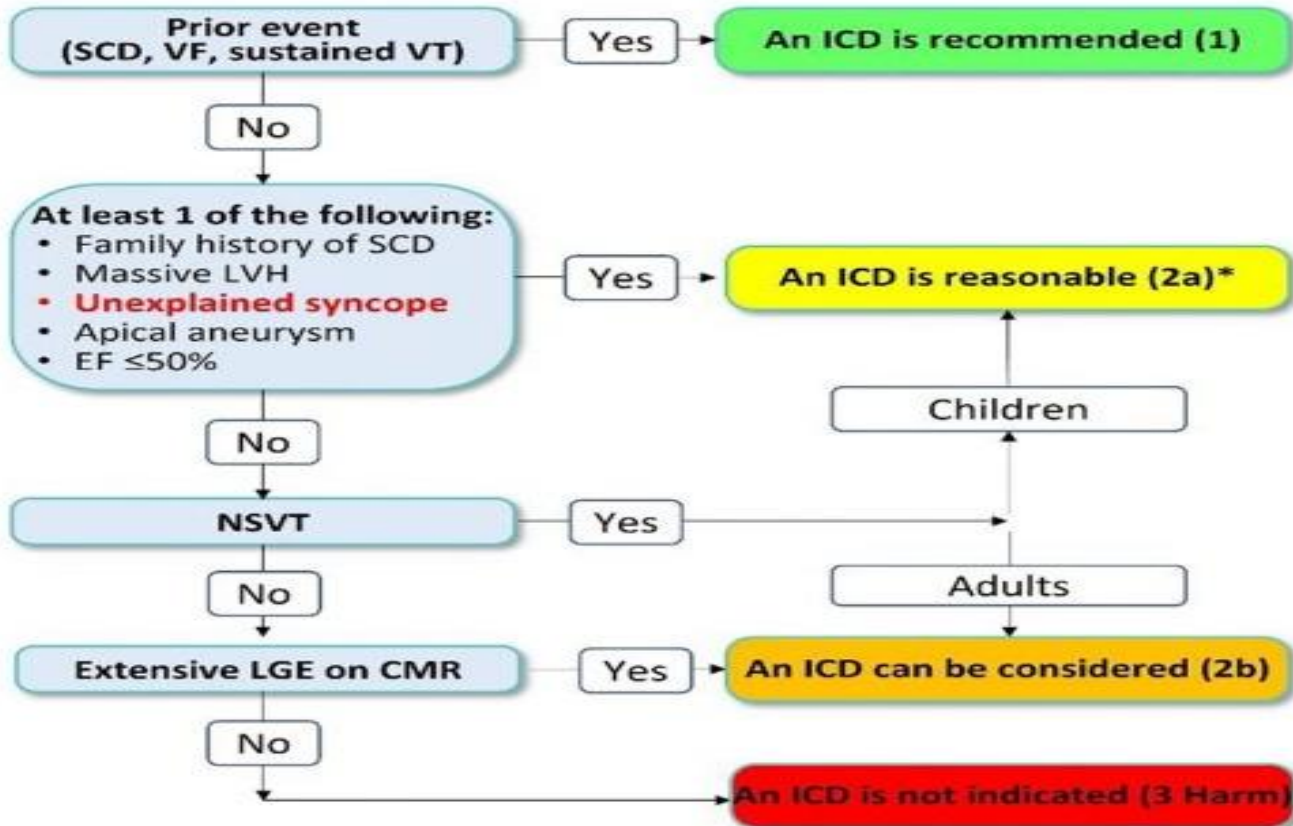 Prior event
(SCD, VF, sustained VT)
Yes
An ICD is recommended (1)
No
At least 1 of the following:
• Family history of SCD
• Massive LVH
• Unexplained syncope
• Apical aneurysm
• EF ≤50%
Yes
An ICD is reasonable (2a)*
Children
No
NSVT
Yes
No
Adults
Extensive LGE on CMR
Yes
An ICD can be considered (2b)
No
An ICD is not indicated (3 Harm)